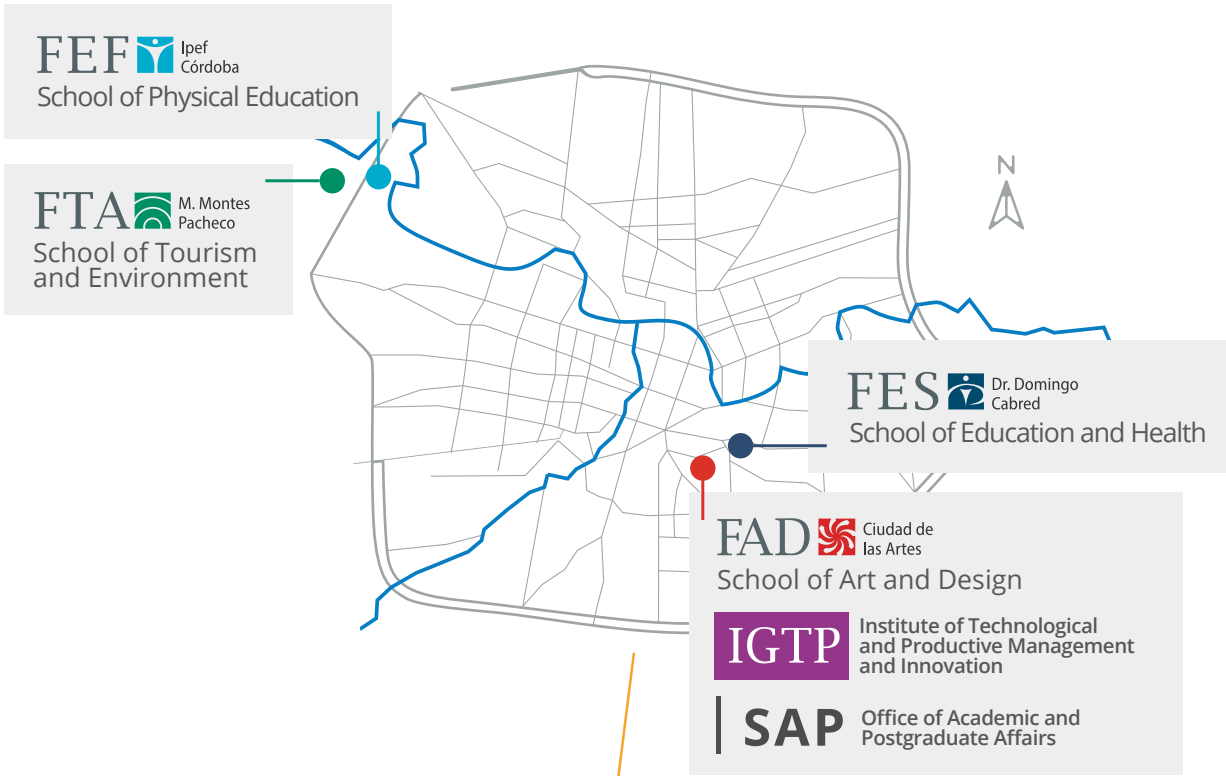 FEF Ipef
Córdoba
School of Physical Education
FTA M. Montes
Pacheco
School of Tourism
and Environment
N
FES Dr. Domingo
Cabred
School of Education and Health
FAD Ciudad de
las Artes
School of Art and Design
IGTP Institute of Technological
and Productive Management
and Innovation
SAP Office of Academic and
Postgraduate Affairs